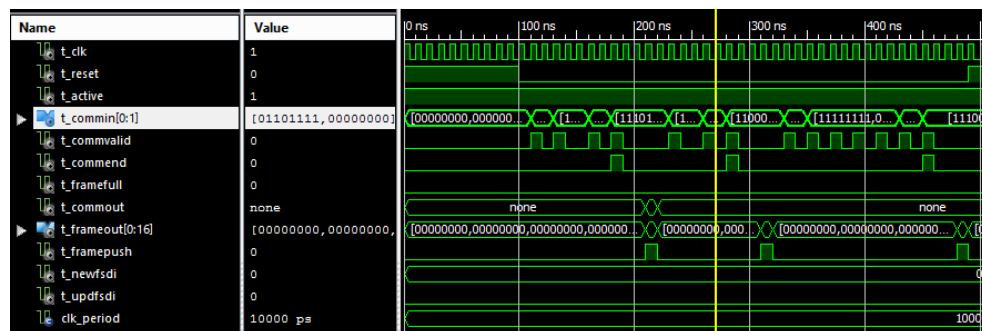 Name Value 0 ns 100 ns 200 ns 300 ns 400 ns
t_clk 1
t_reset 0
t_active 1
t_commin[0:1] [01101111,00000000] [00000000,000000... ... [1... ... [11101... [1... ... [11000... ... [11111111,0... ... [11100
t_commvalid 0
t_commend 0
t_framefull 0
t_commout none none none
t_frameout[0:16] [00000000,00000000, [00000000,00000000,00000000,000000... [00000000,000... [00000000,00000000,000000... [0
t_framepush 0
t_newfsdi 0 0
t_updfsdi 0
clk_period 10000 ps 1000